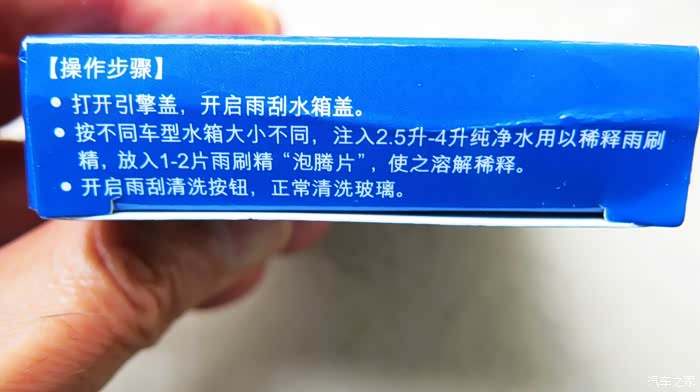 【操作步骤】
● 打开引擎盖，开启雨刮水箱盖。
● 按不同车型水箱大小不同，注入2.5升-4升纯净水用以稀释雨刷
精，放入1-2片雨刷精“泡腾片”，使之溶解稀释。
● 开启雨刮清洗按钮，正常清洗玻璃。
汽车之家